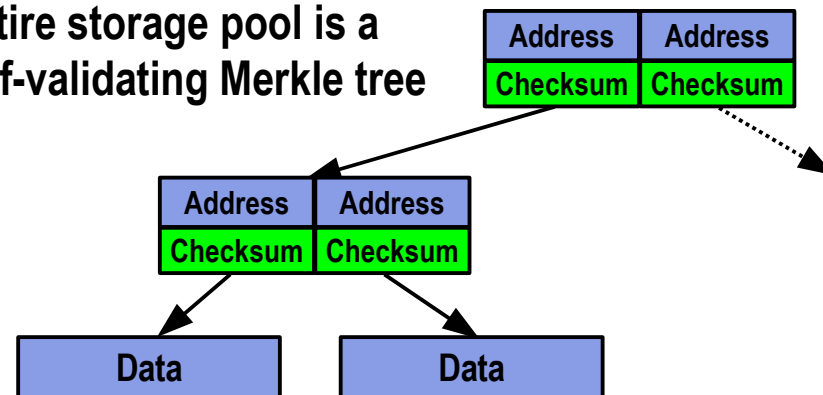 tire storage pool is a
f-validating Merkle tree
Address Address
Checksum Checksum
Address Address
Checksum Checksum
Data Data